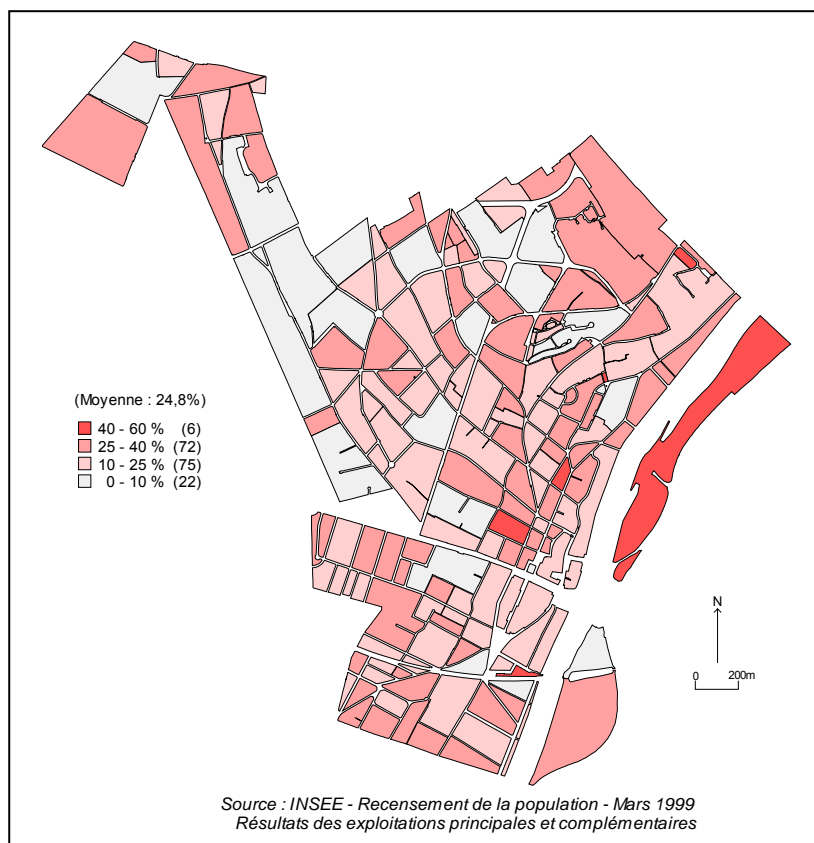 (Moyenne : 24,8%)
40 - 60 % (6)
25 - 40 % (72)
10 - 25 % (75)
0 - 10 % (22)
N
0 200m
Source : INSEE - Recensement de la population - Mars 1999
Résultats des exploitations principales et complémentaires